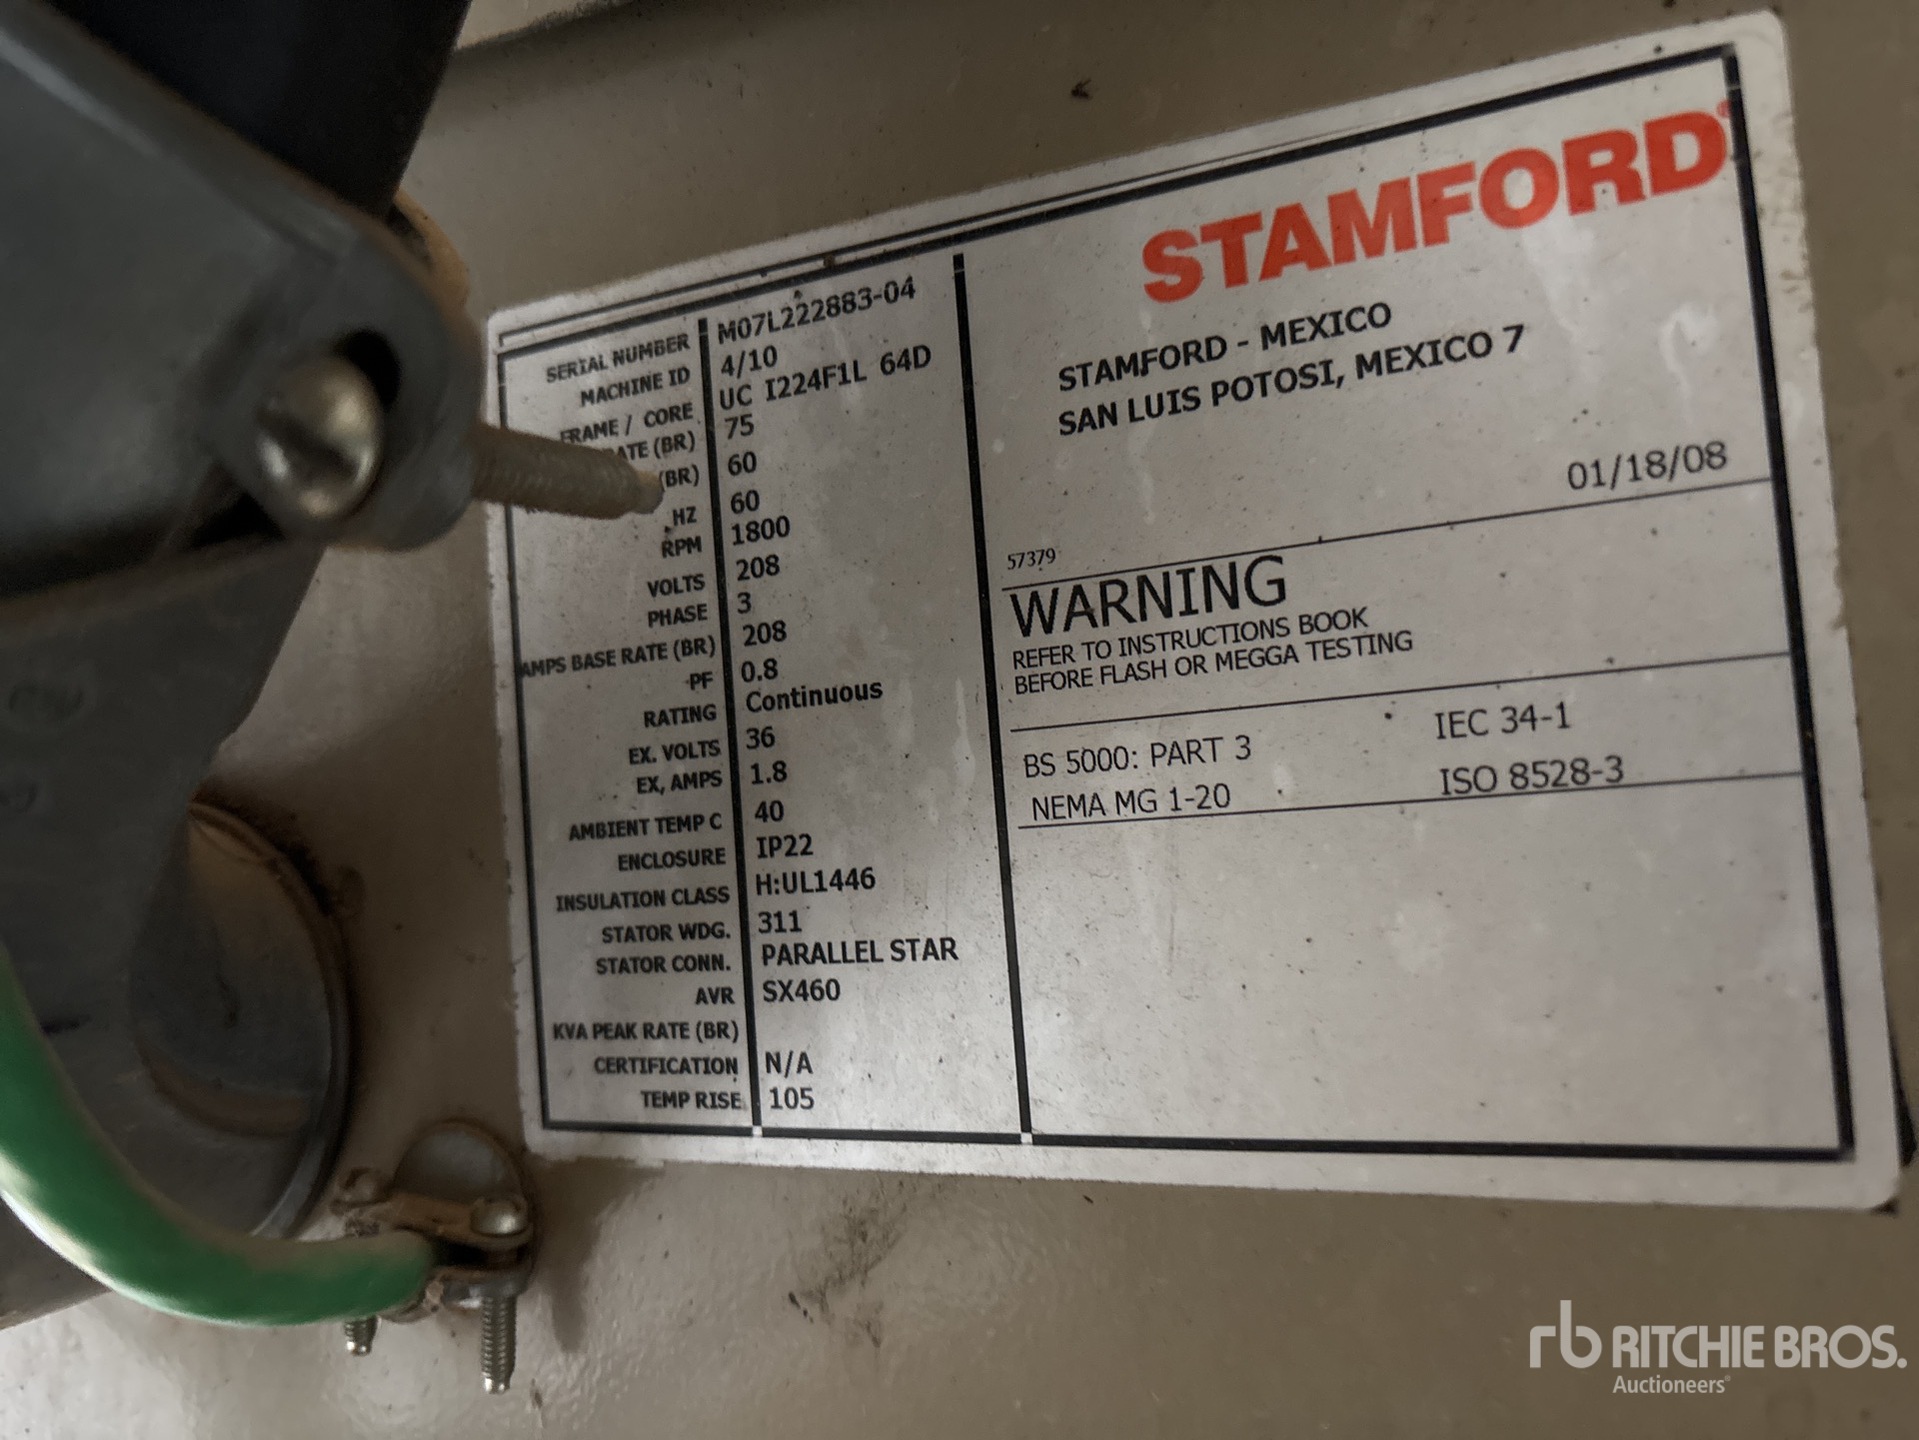 SERIAL NUMBER M07L222883-04
MACHINE ID 4/10
FRAME / CORE UC I224F1L 64D
(BR) 75
(BR) 60
HZ 60
RPM 1800
VOLTS 208
PHASE 3
AMPS BASE RATE (BR) 208
PF 0.8
RATING Continuous
EX. VOLTS 36
EX, AMPS 1.8
AMBIENT TEMP C 40
ENCLOSURE IP22
INSULATION CLASS H:UL1446
STATOR WDG. 311
STATOR CONN. PARALLEL STAR
AVR SX460
KVA PEAK RATE (BR)
CERTIFICATION N/A
TEMP RISE 105
STAMFORD
STAMFORD - MEXICO
SAN LUIS POTOSI, MEXICO 7
01/18/08
57379
WARNING
REFER TO INSTRUCTIONS BOOK
BEFORE FLASH OR MEGGA TESTING
BS 5000: PART 3 IEC 34-1
NEMA MG 1-20 ISO 8528-3
rb RITCHIE BROS.
Auctioneers